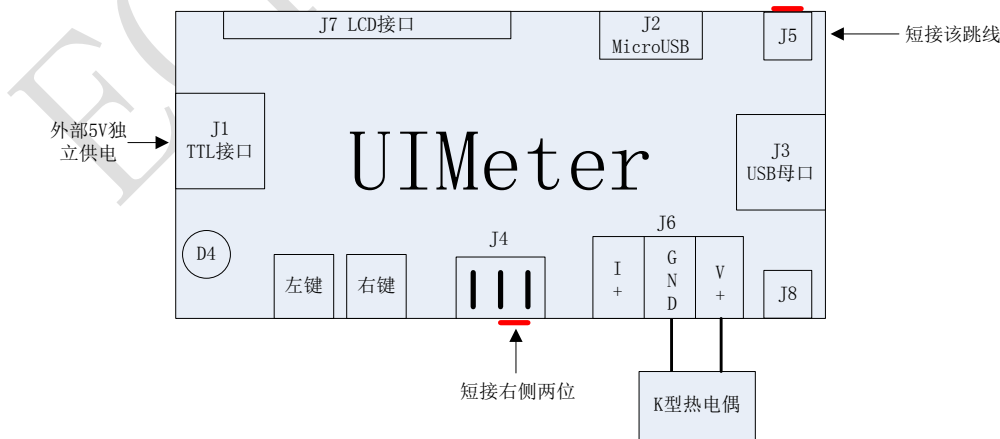 J7 LCD接口
J2
MicroUSB
J5
短接该跳线
外部5V独
立供电
J1
TTL接口
UIMeter
J3
USB母口
D4
左键
右键
J4
J6
I
+
G
N
D
V
+
J8
短接右侧两位
K型热电偶